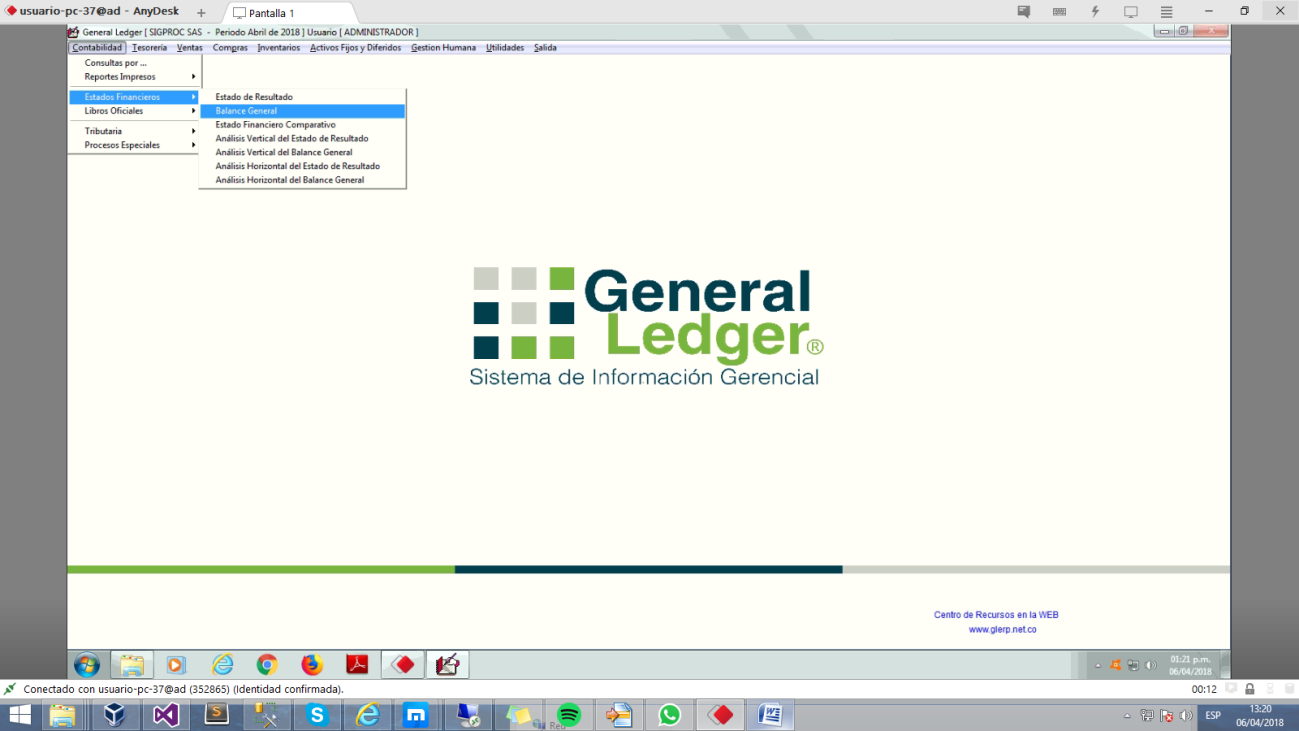 usuario-pc-37@ad - AnyDesk + Pantalla 1
General Ledger [ SIGPROC SAS - Periodo Abril de 2018 ] Usuario [ ADMINISTRADOR ]
Contabilidad Tesorería Ventas Compras Inventarios Activos Fijos y Diferidos Gestion Humana Utilidades Salida
Consultas por ...
Reportes Impresos
Estados Financieros
Libros Oficiales
Tributaria
Procesos Especiales
Estado de Resultado
Balance General
Estado Financiero Comparativo
Análisis Vertical del Estado de Resultado
Análisis Vertical del Balance General
Análisis Horizontal del Estado de Resultado
Análisis Horizontal del Balance General
General
Ledger®
Sistema de Información Gerencial
Centro de Recursos en la WEB
www.glerp.net.co
01:21 p.m.
06/04/2018
Conectado con usuario-pc-37@ad (352865) (Identidad confirmada). 00:12
Red
ESP
13:20
06/04/2018